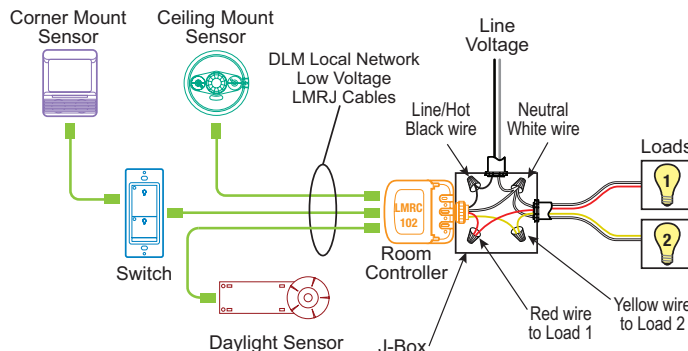 Corner Mount
Sensor
Ceiling Mount
Sensor
Line
Voltage
DLM Local Network
Low Voltage
LMRJ Cables
Line/Hot
Black wire
Neutral
White wire
Loads
1
LMRC
102
2
Switch
Room
Controller
Daylight Sensor
J-Box
Red wire
to Load 1
Yellow wire
to Load 2